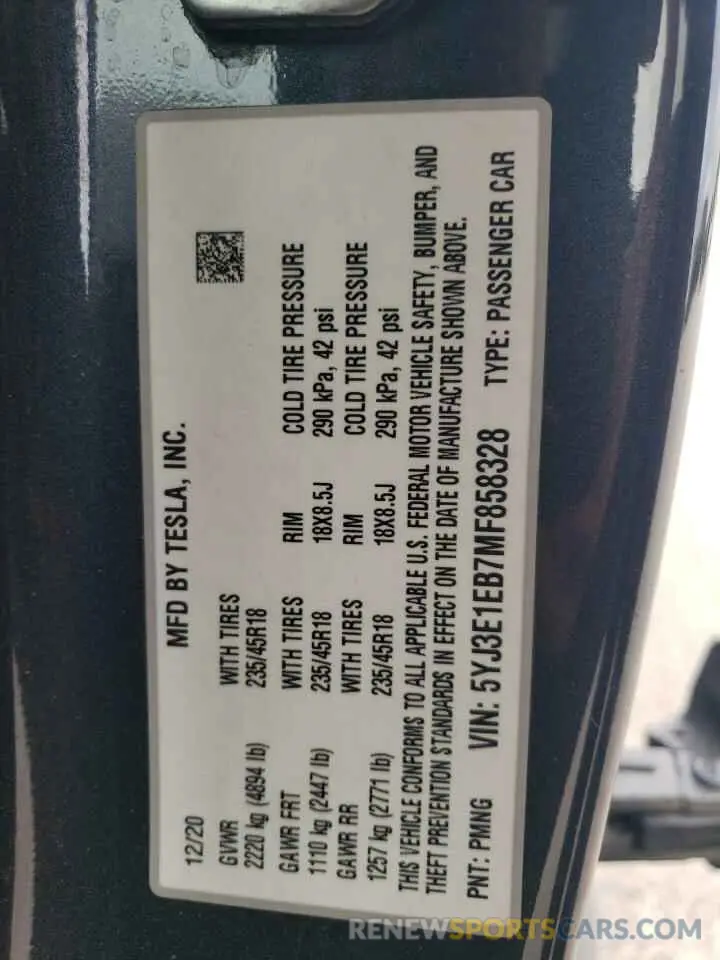 MFD BY TESLA, INC.
12/20
GVWR WITH TIRES RIM COLD TIRE PRESSURE
2220 kg (4894 lb) 235/45R18
GAWR FRT WITH TIRES RIM COLD TIRE PRESSURE
1110 kg (2447 lb) 235/45R18 18X8.5J 290 kPa, 42 psi
GAWR RR WITH TIRES RIM COLD TIRE PRESSURE
1257 kg (2771 lb) 235/45R18 18X8.5J 290 kPa, 42 psi
THIS VEHICLE CONFORMS TO ALL APPLICABLE U.S. FEDERAL MOTOR VEHICLE SAFETY, BUMPER, AND
THEFT PREVENTION STANDARDS IN EFFECT ON THE DATE OF MANUFACTURE SHOWN ABOVE.
PNT: PMNG VIN: 5YJ3E1EB7MF858328 TYPE: PASSENGER CAR
RENEWSPORTSCARS.COM